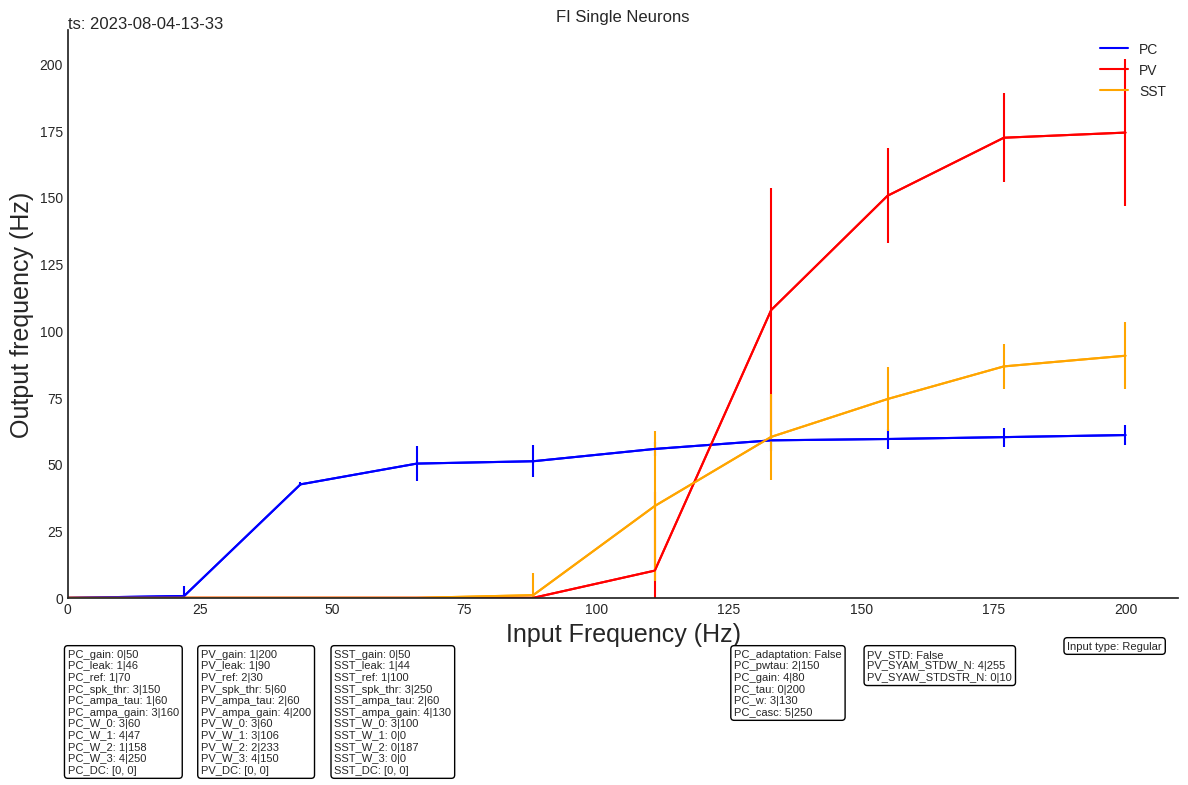 ts: 2023-08-04-13-33
FI Single Neurons
PC
PV
SST
Output frequency (Hz)
200
175
150
125
100
75
50
25
0
0 25 50 75 100 125 150 175 200
Input Frequency (Hz)
PC_gain: 0|50
PC_leak: 1|46
PC_ref: 1|70
PC_spk_thr: 3|150
PC_ampa_tau: 1|60
PC_ampa_gain: 3|160
PC_W_0: 3|60
PC_W_1: 4|47
PC_W_2: 1|158
PC_W_3: 4|250
PC_DC: [0, 0]
PV_gain: 1|200
PV_leak: 1|90
PV_ref: 2|30
PV_spk_thr: 5|60
PV_ampa_tau: 2|60
PV_ampa_gain: 4|200
PV_W_0: 3|60
PV_W_1: 3|106
PV_W_2: 2|233
PV_W_3: 4|150
PV_DC: [0, 0]
SST_gain: 0|50
SST_leak: 1|44
SST_ref: 1|100
SST_spk_thr: 3|250
SST_ampa_tau: 2|60
SST_ampa_gain: 4|130
SST_W_0: 3|100
SST_W_1: 0|0
SST_W_2: 0|187
SST_W_3: 0|0
SST_DC: [0, 0]
PC_adaptation: False
PC_pwtau: 2|150
PC_gain: 4|80
PC_tau: 0|200
PC_w: 3|130
PC_casc: 5|250
PV_STD: False
PV_SYAM_STDW_N: 4|255
PV_SYAW_STDSTR_N: 0|10
Input type: Regular